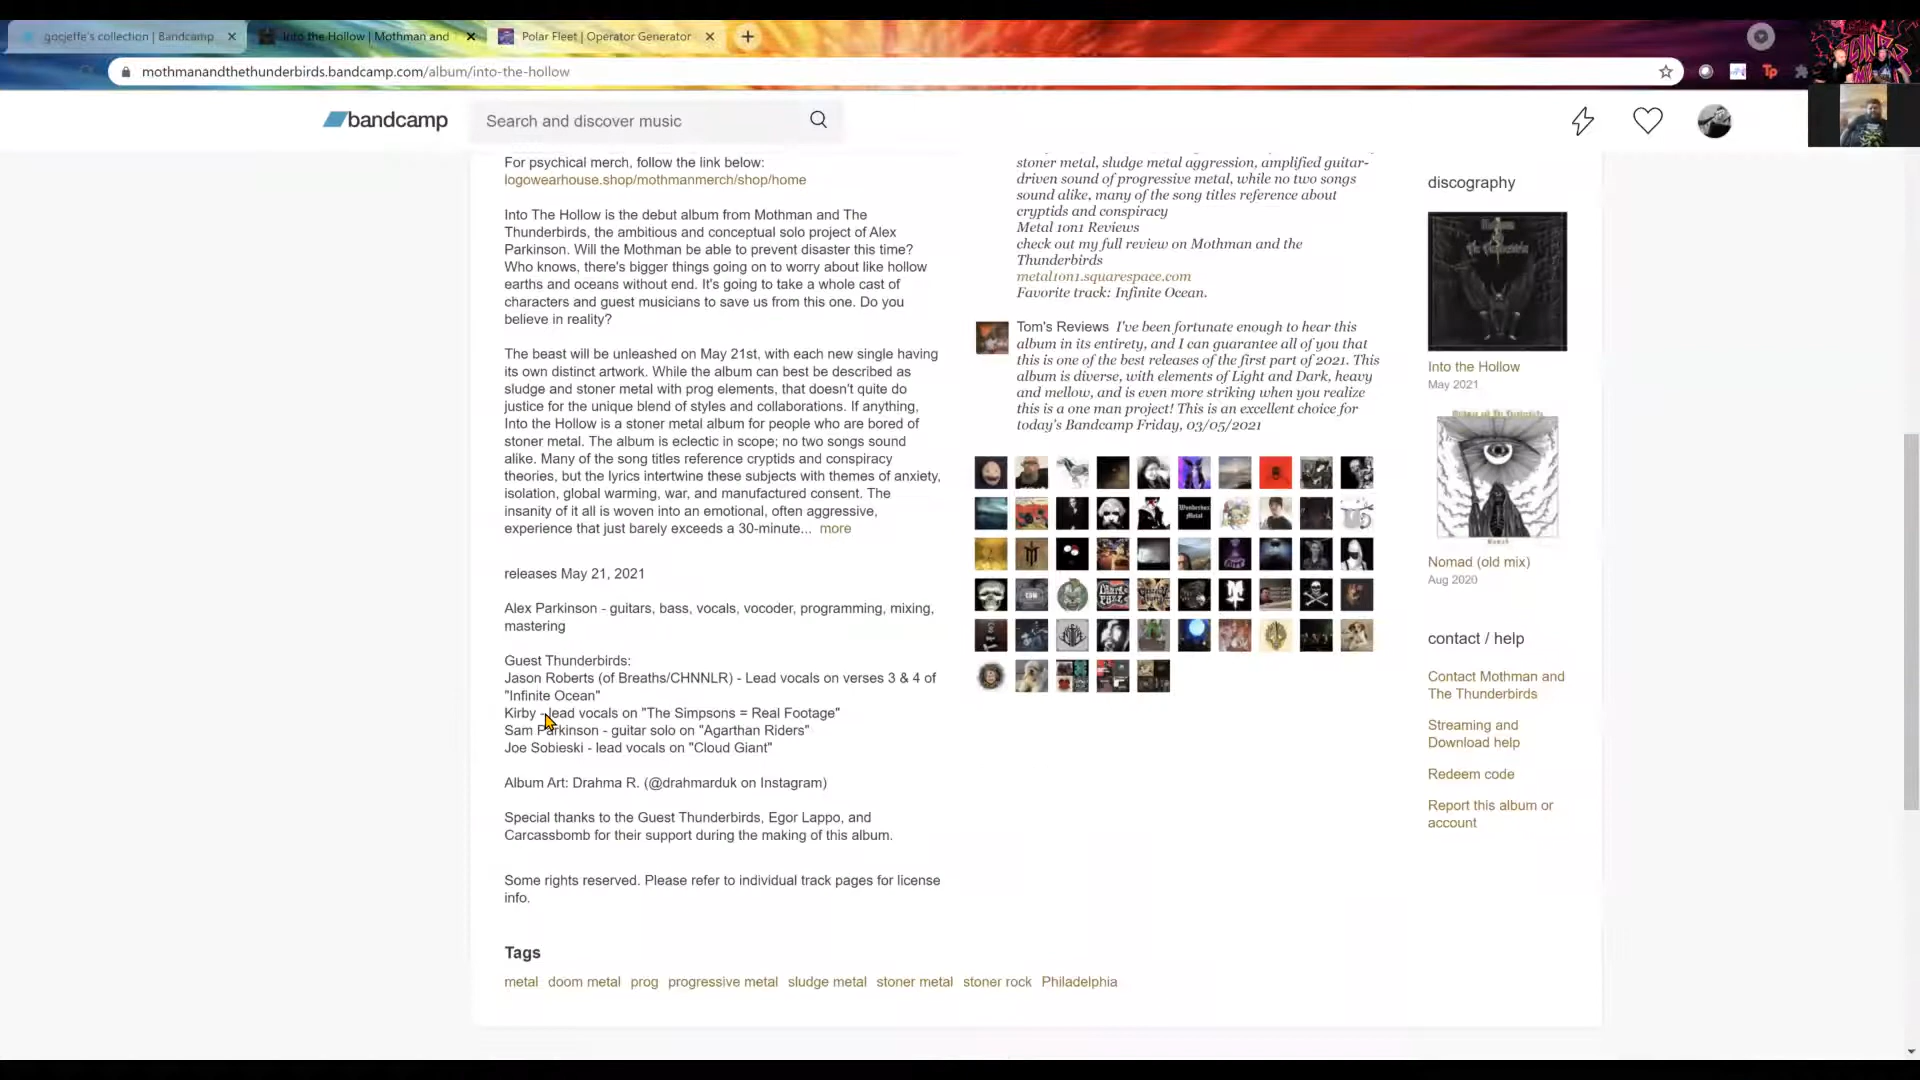 gocjeffe's collection | Bandcamp
Into the Hollow | Mothman and
Polar Fleet | Operator Generator
mothmanandthethunderbirds.bandcamp.com/album/into-the-hollow
Tp
bandcamp
Search and discover music
For psychical merch, follow the link below:
logowearhouse.shop/mothmanmerch/shop/home
Into The Hollow is the debut album from Mothman and The
Thunderbirds, the ambitious and conceptual solo project of Alex
Parkinson. Will the Mothman be able to prevent disaster this time?
Who knows, there's bigger things going on to worry about like hollow
earths and oceans without end. It's going to take a whole cast of
characters and guest musicians to save us from this one. Do you
believe in reality?
The beast will be unleashed on May 21st, with each new single having
its own distinct artwork. While the album can best be described as
sludge and stoner metal with prog elements, that doesn't quite do
justice for the unique blend of styles and collaborations. If anything,
Into the Hollow is a stoner metal album for people who are bored of
stoner metal. The album is eclectic in scope; no two songs sound
alike. Many of the song titles reference cryptids and conspiracy
theories, but the lyrics intertwine these subjects with themes of anxiety,
isolation, global warming, war, and manufactured consent. The
insanity of it all is woven into an emotional, often aggressive,
experience that just barely exceeds a 30-minute... more
releases May 21, 2021
Alex Parkinson - guitars, bass, vocals, vocoder, programming, mixing,
mastering
Guest Thunderbirds:
Jason Roberts (of Breaths/CHNNLR) - Lead vocals on verses 3 & 4 of
"Infinite Ocean"
Kirby - lead vocals on "The Simpsons = Real Footage"
Sam Parkinson - guitar solo on "Agarthan Riders"
Joe Sobieski - lead vocals on "Cloud Giant"
Album Art: Drahma R. (@drahmarduk on Instagram)
Special thanks to the Guest Thunderbirds, Egor Lappo, and
Carcassbomb for their support during the making of this album.
Some rights reserved. Please refer to individual track pages for license
info.
Tags
metal doom metal prog progressive metal sludge metal stoner metal stoner rock Philadelphia
stoner metal, sludge metal aggression, amplified guitar-
driven sound of progressive metal, while no two songs
sound alike, many of the song titles reference about
cryptids and conspiracy
Metal 1on1 Reviews
check out my full review on Mothman and the
Thunderbirds
metal1on1.squarespace.com
Favorite track: Infinite Ocean.
Tom's Reviews I've been fortunate enough to hear this
album in its entirety, and I can guarantee all of you that
this is one of the best releases of the first part of 2021. This
album is diverse, with elements of Light and Dark, heavy
and mellow, and is even more striking when you realize
this is a one man project! This is an excellent choice for
today's Bandcamp Friday, 03/05/2021
discography
Into the Hollow
May 2021
Nomad (old mix)
Aug 2020
contact / help
Contact Mothman and
The Thunderbirds
Streaming and
Download help
Redeem code
Report this album or
account